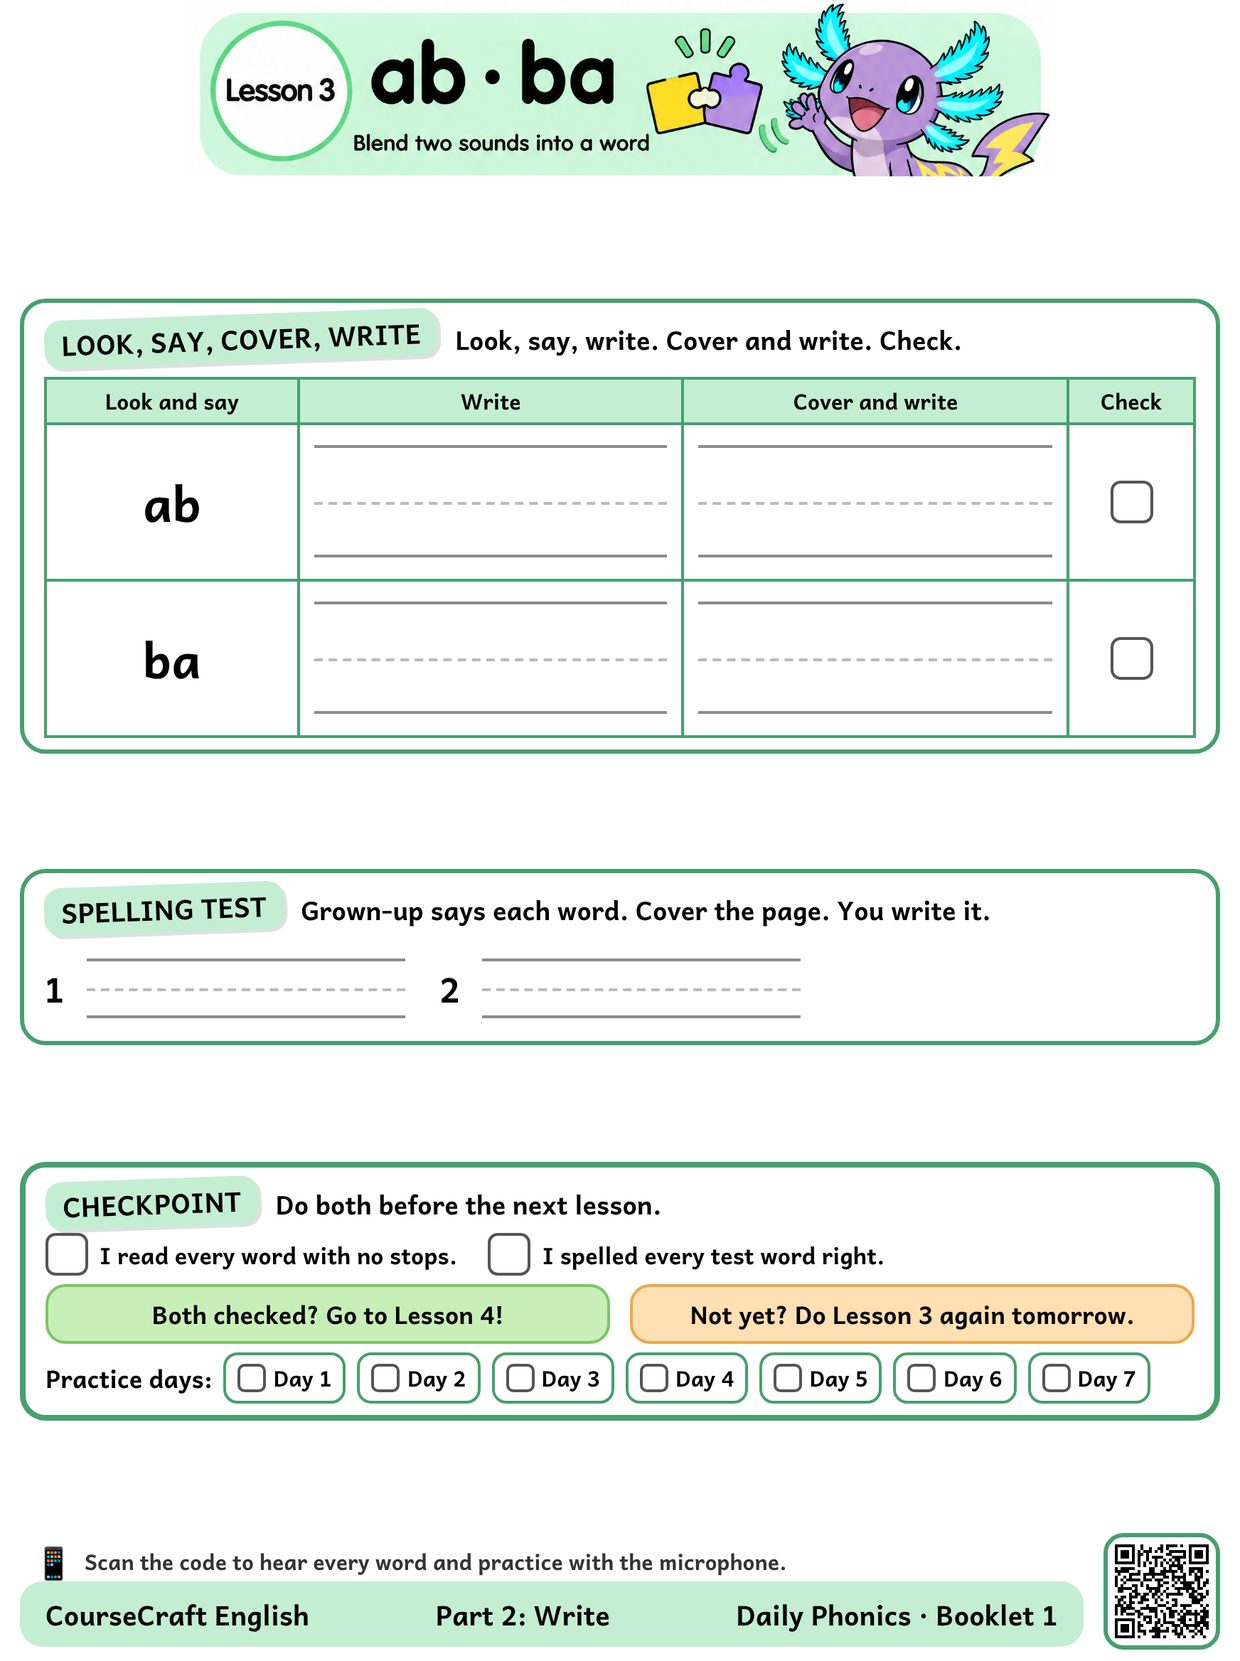 Lesson 3
ab · ba
Blend two sounds into a word
LOOK, SAY, COVER, WRITE Look, say, write. Cover and write. Check.
Look and say Write Cover and write Check
ab
ba
SPELLING TEST Grown-up says each word. Cover the page. You write it.
1 2
CHECKPOINT Do both before the next lesson.
I read every word with no stops. I spelled every test word right.
Both checked? Go to Lesson 4! Not yet? Do Lesson 3 again tomorrow.
Practice days: Day 1 Day 2 Day 3 Day 4 Day 5 Day 6 Day 7
Scan the code to hear every word and practice with the microphone.
CourseCraft English Part 2: Write Daily Phonics · Booklet 1